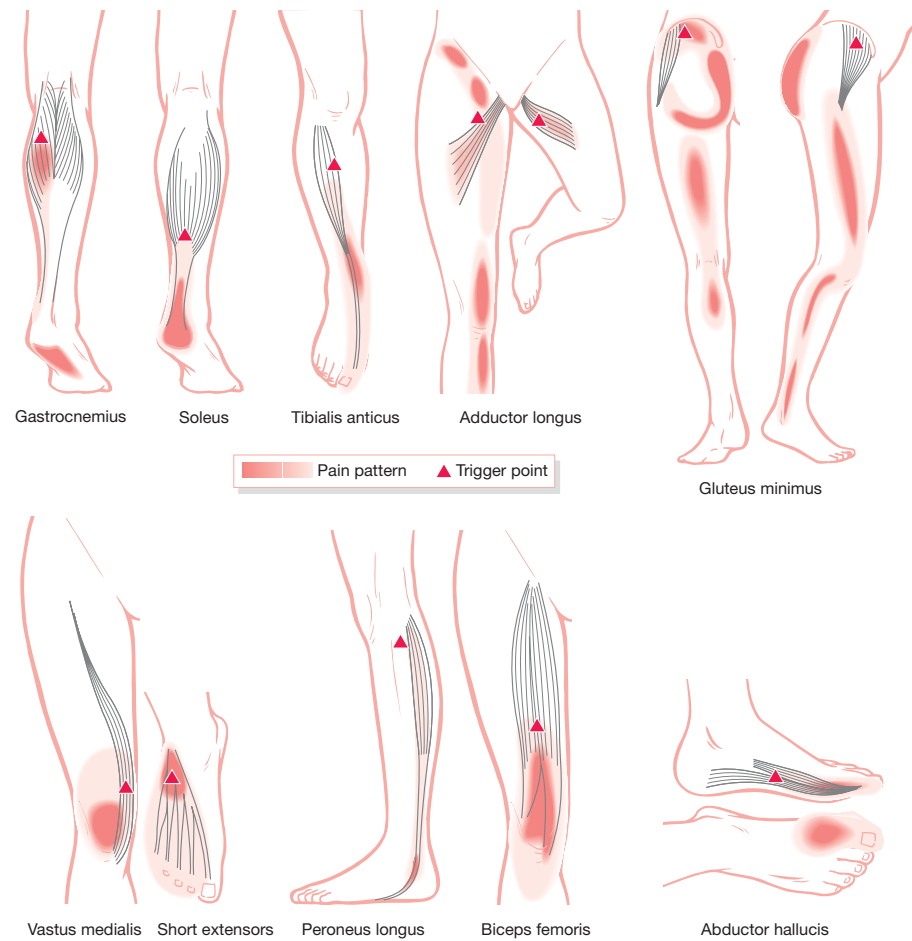 Gastrocnemius
Soleus
Tibialis anticus
Adductor longus
Pain pattern
Trigger point
Gluteus minimus
Vastus medialis
Short extensors
Peroneus longus
Biceps femoris
Abductor hallucis